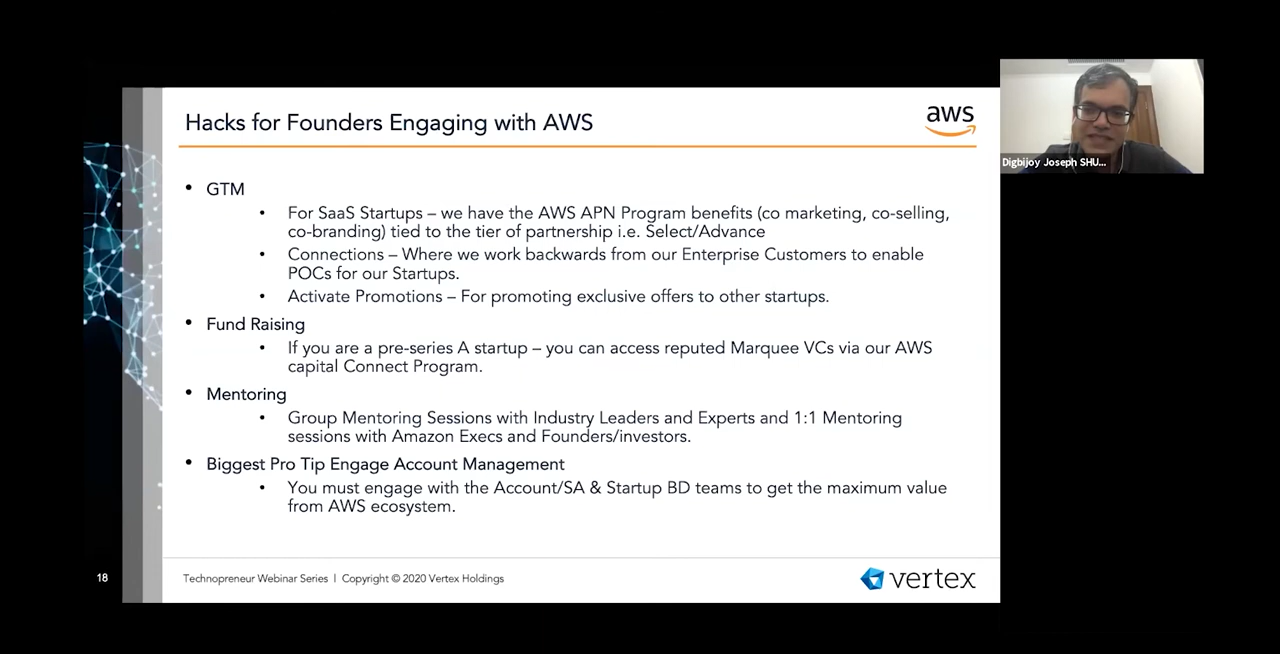 Hacks for Founders Engaging with AWS
aws
Digbijoy Joseph SHU...
• GTM
• For SaaS Startups – we have the AWS APN Program benefits (co marketing, co-selling,
co-branding) tied to the tier of partnership i.e. Select/Advance
• Connections – Where we work backwards from our Enterprise Customers to enable
POCs for our Startups.
• Activate Promotions – For promoting exclusive offers to other startups.
• Fund Raising
• If you are a pre-series A startup – you can access reputed Marquee VCs via our AWS
capital Connect Program.
• Mentoring
• Group Mentoring Sessions with Industry Leaders and Experts and 1:1 Mentoring
sessions with Amazon Execs and Founders/investors.
• Biggest Pro Tip Engage Account Management
• You must engage with the Account/SA & Startup BD teams to get the maximum value
from AWS ecosystem.
18
Technopreneur Webinar Series | Copyright © 2020 Vertex Holdings
vertex